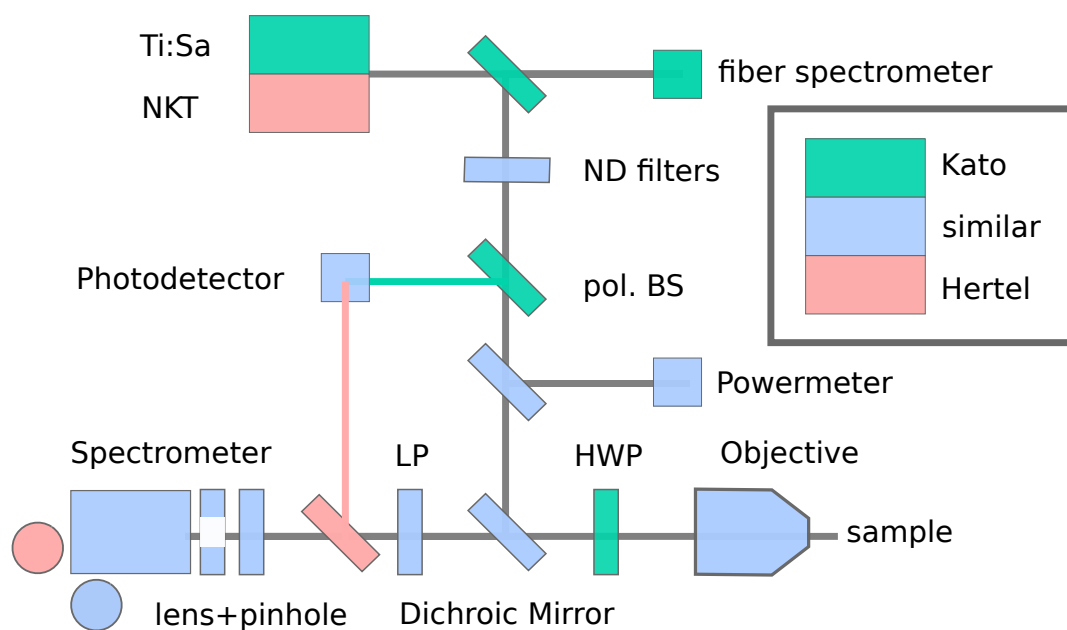 Ti:Sa
NKT
fiber spectrometer
Kato
similar
Hertel
ND filters
Photodetector
pol. BS
Powermeter
Spectrometer
LP
HWP
Objective
sample
lens+pinhole
Dichroic Mirror